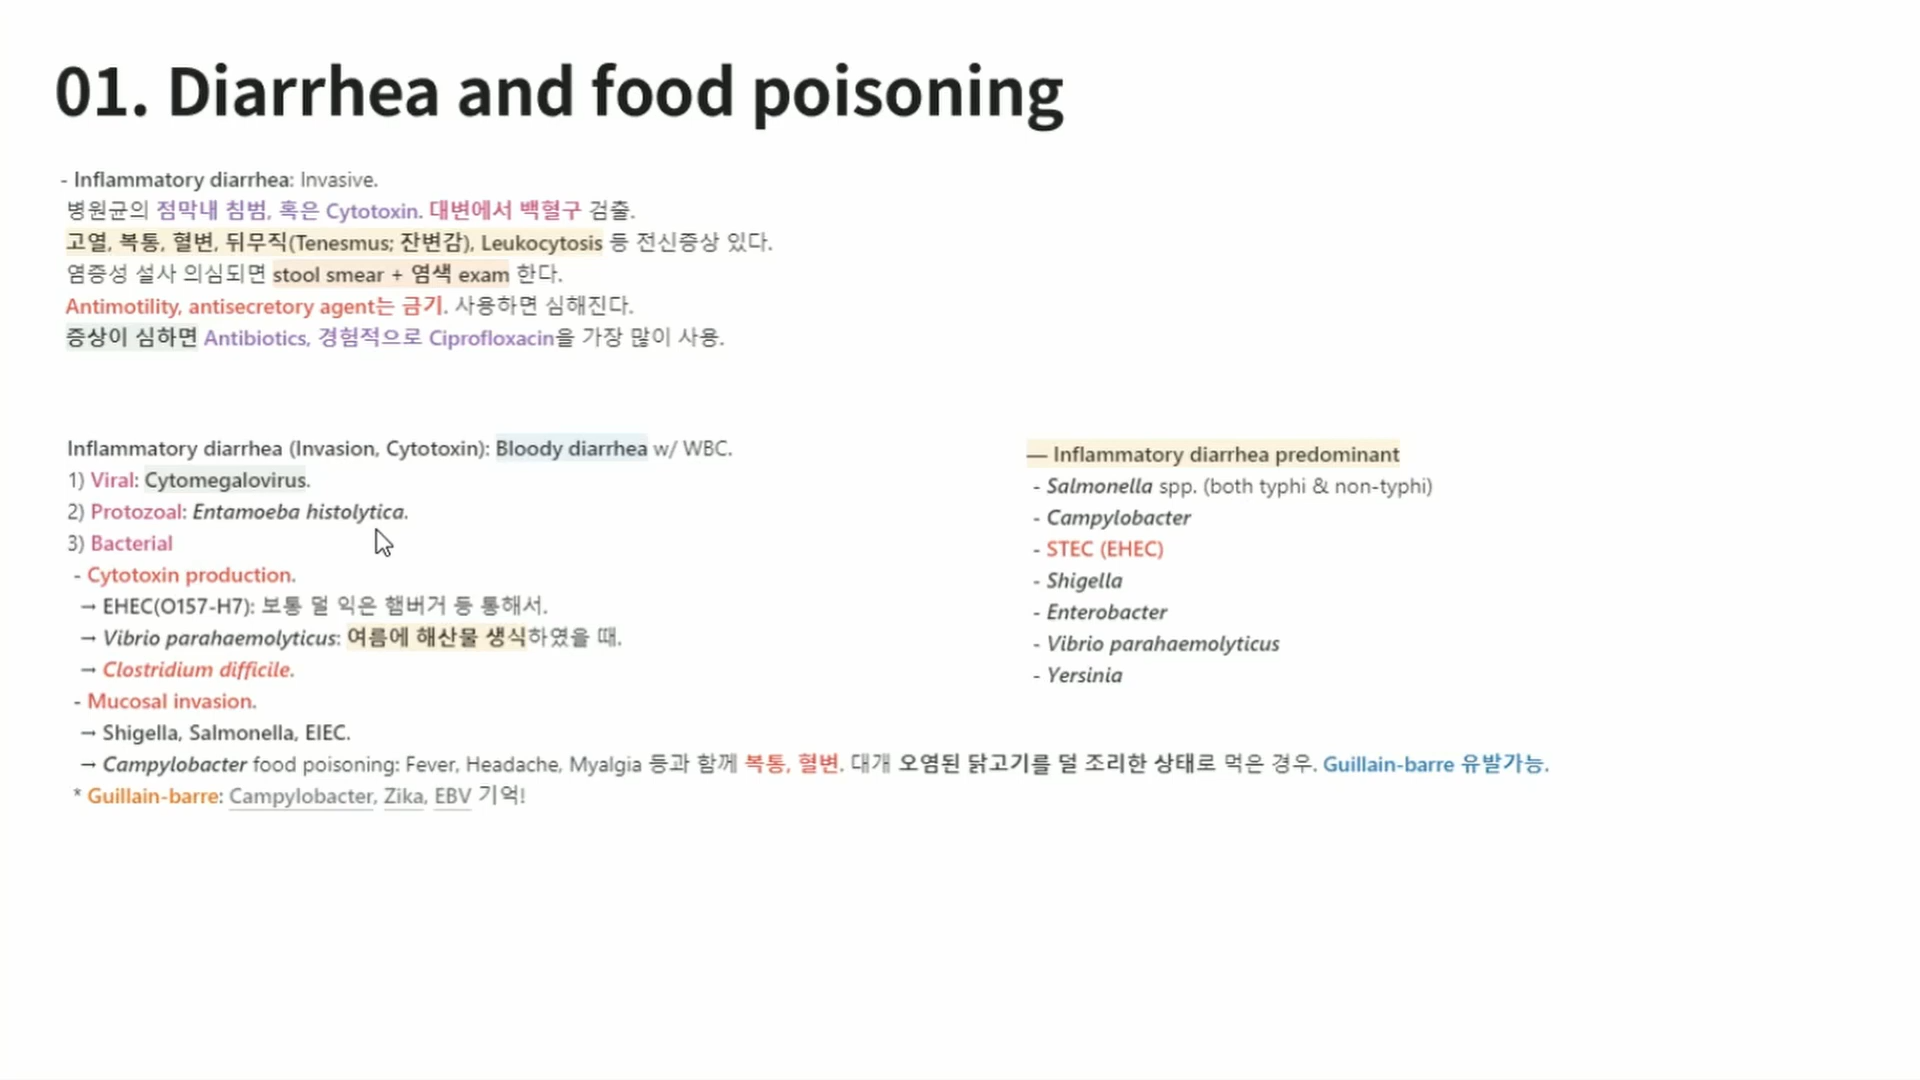 01. Diarrhea and food poisoning
- Inflammatory diarrhea: Invasive.
병원균의 점막내 침범, 혹은 Cytotoxin. 대변에서 백혈구 검출.
고열, 복통, 혈변, 뒤무직(Tenesmus; 잔변감), Leukocytosis 등 전신증상 있다.
염증성 설사 의심되면 stool smear + 염색 exam 한다.
Antimotility, antisecretory agent는 금기. 사용하면 심해진다.
증상이 심하면 Antibiotics, 경험적으로 Ciprofloxacin을 가장 많이 사용.
Inflammatory diarrhea (Invasion, Cytotoxin): Bloody diarrhea w/ WBC.
1) Viral: Cytomegalovirus.
2) Protozoal: Entamoeba histolytica.
3) Bacterial
- Cytotoxin production.
→ EHEC(O157-H7): 보통 덜 익은 햄버거 등 통해서.
→ Vibrio parahaemolyticus: 여름에 해산물 생식하였을 때.
→ Clostridium difficile.
- Mucosal invasion.
→ Shigella, Salmonella, EIEC.
→ Campylobacter food poisoning: Fever, Headache, Myalgia 등과 함께 복통, 혈변. 대개 오염된 닭고기를 덜 조리한 상태로 먹은 경우. Guillain-barre 유발가능.
* Guillain-barre: Campylobacter, Zika, EBV 기억!
— Inflammatory diarrhea predominant
- Salmonella spp. (both typhi & non-typhi)
- Campylobacter
- STEC (EHEC)
- Shigella
- Enterobacter
- Vibrio parahaemolyticus
- Yersinia